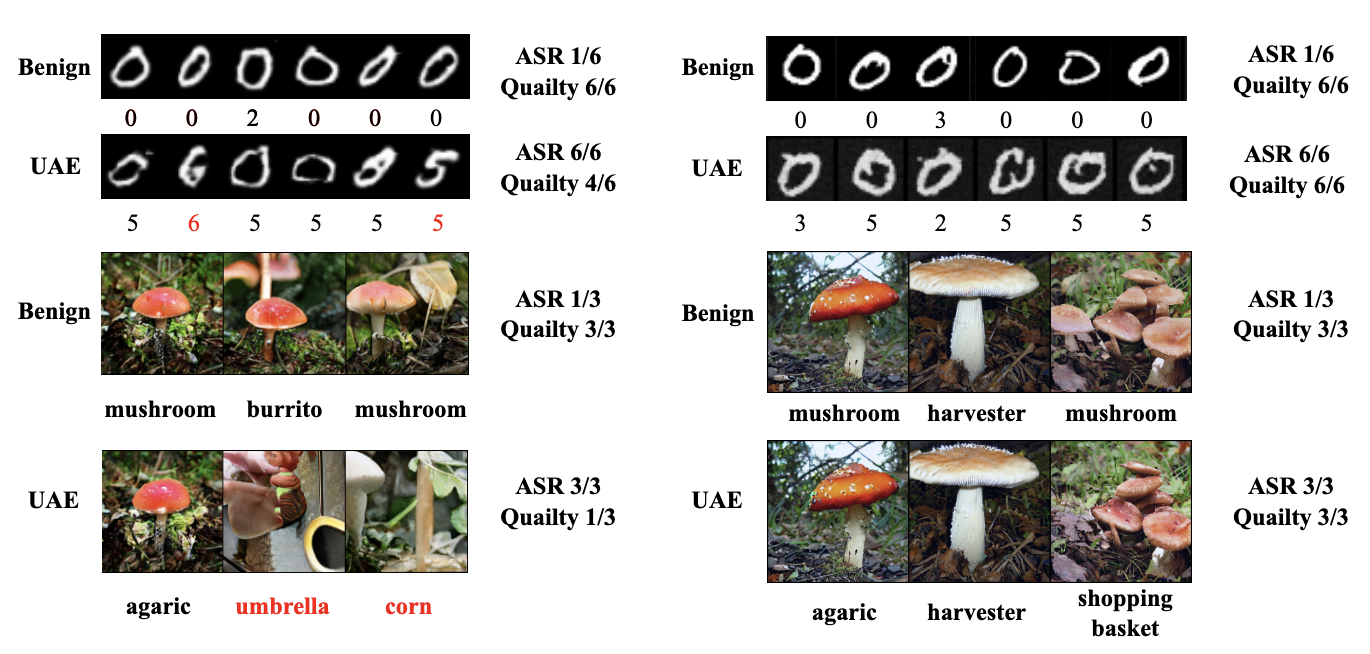 Benign
ASR 1/6
Quailty 6/6
0 0 2 0 0 0
UAE
ASR 6/6
Quailty 4/6
5 6 5 5 5 5
Benign
ASR 1/3
Quailty 3/3
mushroom burrito mushroom
UAE
ASR 3/3
Quailty 1/3
agaric umbrella corn
Benign
ASR 1/6
Quailty 6/6
0 0 3 0 0 0
UAE
ASR 6/6
Quailty 6/6
3 5 2 5 5 5
Benign
ASR 1/3
Quailty 3/3
mushroom harvester mushroom
UAE
ASR 3/3
Quailty 3/3
agaric harvester shopping
basket